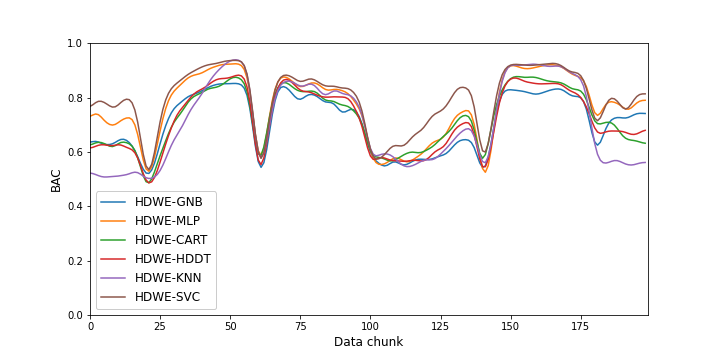 1.0
0.8
0.6
0.4
0.2
0.0
BAC
HDWE-GNB
HDWE-MLP
HDWE-CART
HDWE-HDDT
HDWE-KNN
HDWE-SVC
0 25 50 75 100 125 150 175
Data chunk